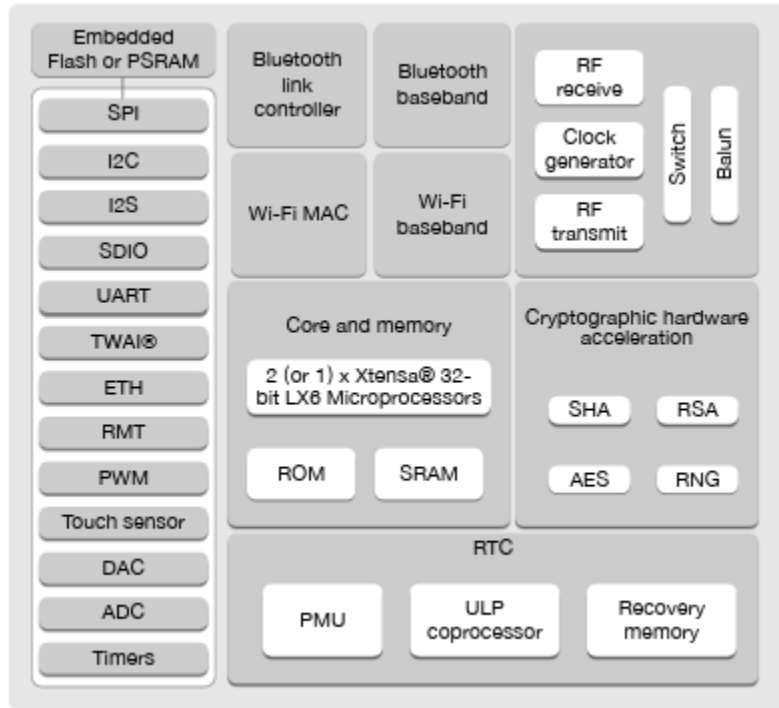 Embedded
Flash or PSRAM
SPI
I2C
I2S
SDIO
UART
TWAI®
ETH
RMT
PWM
Touch sensor
DAC
ADC
Timers
Bluetooth
link
controller
Bluetooth
baseband
Wi-Fi MAC
Wi-Fi
baseband
RF
receive
Clock
generator
RF
transmit
Switch
Balun
Core and memory
2 (or 1) x Xtensa® 32-
bit LX6 Microprocessors
ROM
SRAM
Cryptographic hardware
acceleration
SHA
RSA
AES
RNG
RTC
PMU
ULP
coprocessor
Recovery
memory